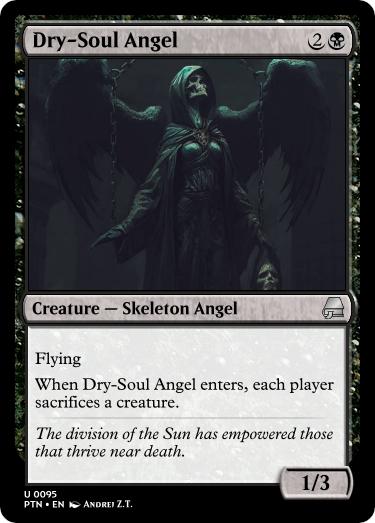 Dry-Soul Angel 2
Creature — Skeleton Angel
Flying
When Dry-Soul Angel enters, each player
sacrifices a creature.
The division of the Sun has empowered those
that thrive near death.
1/3
U 0095
PTN • EN Andrej Z.T.